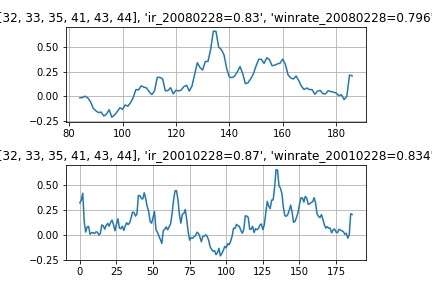 [32, 33, 35, 41, 43, 44], 'ir_20080228=0.83', 'winrate_20080228=0.796'
0.50
0.25
0.00
−0.25
80 100 120 140 160 180
[32, 33, 35, 41, 43, 44], 'ir_20010228=0.87', 'winrate_20010228=0.834'
0.50
0.25
0.00
−0.25
0 25 50 75 100 125 150 175